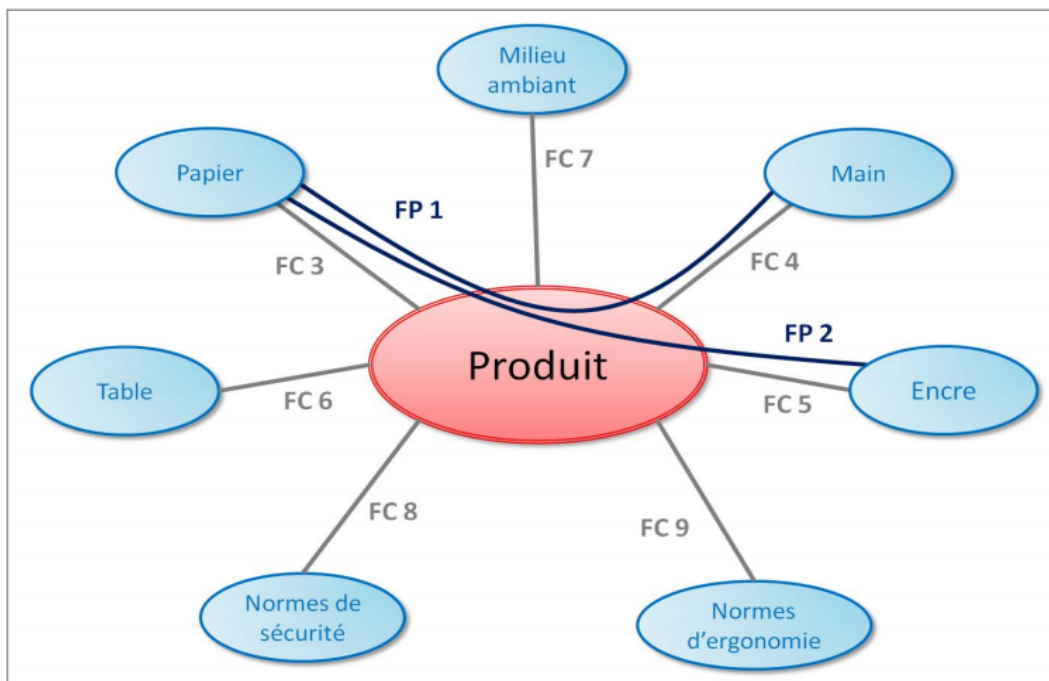 Milieu
ambiant
Papier
Main
FC 7
FP 1
FC 3
FC 4
FP 2
Produit
Table
FC 6
FC 5
Encre
FC 8
FC 9
Normes de
sécurité
Normes
d'ergonomie